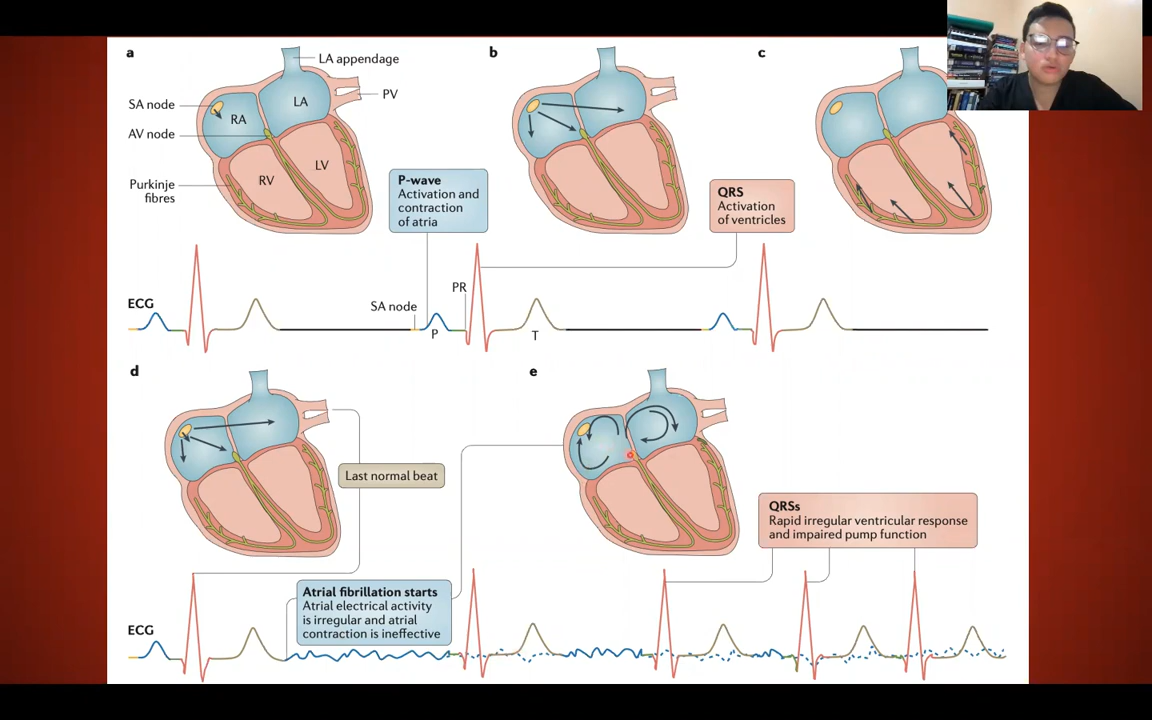 a
LA appendage
PV
SA node
LA
RA
AV node
LV
RV
Purkinje
fibres
b
c
P-wave
Activation and
contraction
of atria
QRS
Activation
of ventricles
ECG
SA node
P
PR
T
d
Last normal beat
e
QRSs
Rapid irregular ventricular response
and impaired pump function
Atrial fibrillation starts
Atrial electrical activity
is irregular and atrial
contraction is ineffective
ECG